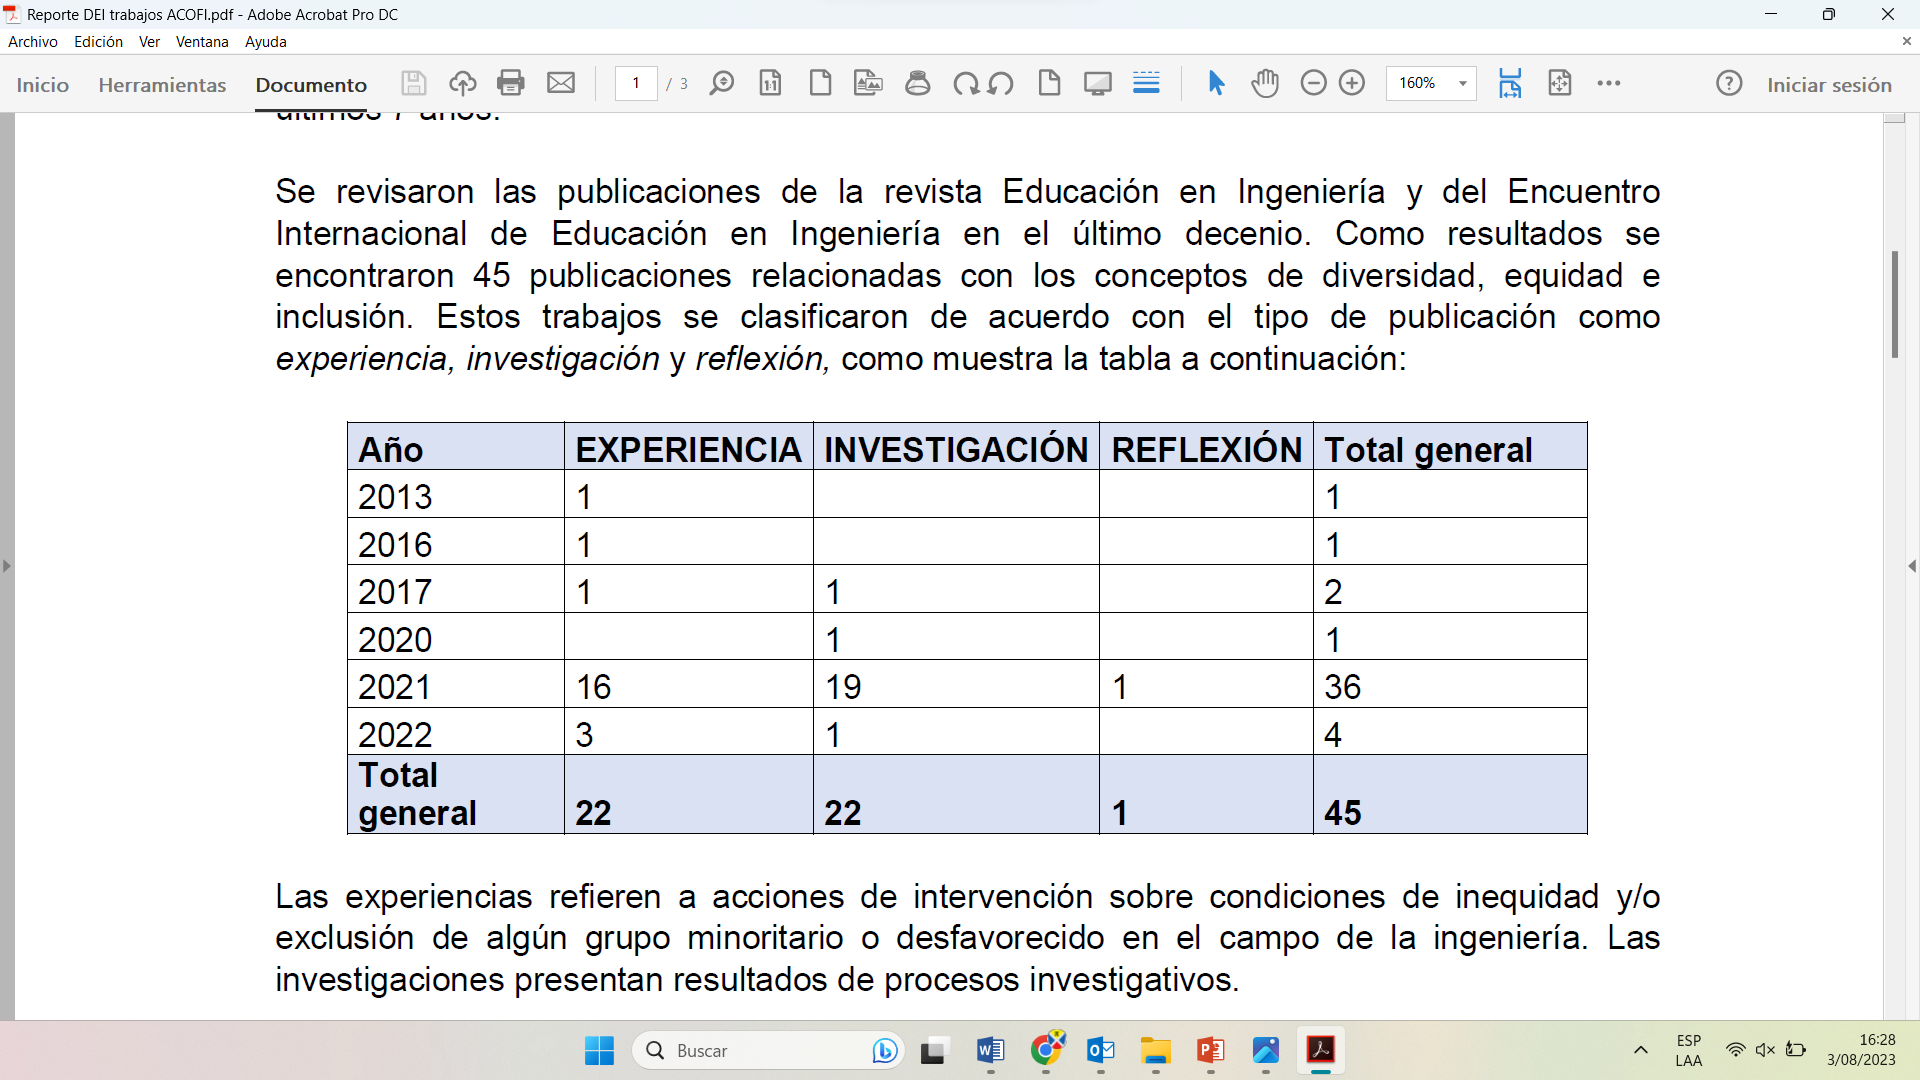 Reporte DEI trabajos ACOFI.pdf - Adobe Acrobat Pro DC
Archivo Edición Ver Ventana Ayuda
Inicio Herramientas Documento 1 / 3 160% Iniciar sesión
últimos 7 años.
Se revisaron las publicaciones de la revista Educación en Ingeniería y del Encuentro
Internacional de Educación en Ingeniería en el último decenio. Como resultados se
encontraron 45 publicaciones relacionadas con los conceptos de diversidad, equidad e
inclusión. Estos trabajos se clasificaron de acuerdo con el tipo de publicación como
experiencia, investigación y reflexión, como muestra la tabla a continuación:
Año EXPERIENCIA INVESTIGACIÓN REFLEXIÓN Total general
2013 1 1
2016 1 1
2017 1 1 2
2020 1 1
2021 16 19 1 36
2022 3 1 4
Total
general 22 22 1 45
Las experiencias refieren a acciones de intervención sobre condiciones de inequidad y/o
exclusión de algún grupo minoritario o desfavorecido en el campo de la ingeniería. Las
investigaciones presentan resultados de procesos investigativos.
Buscar
ESP
LAA
16:28
3/08/2023